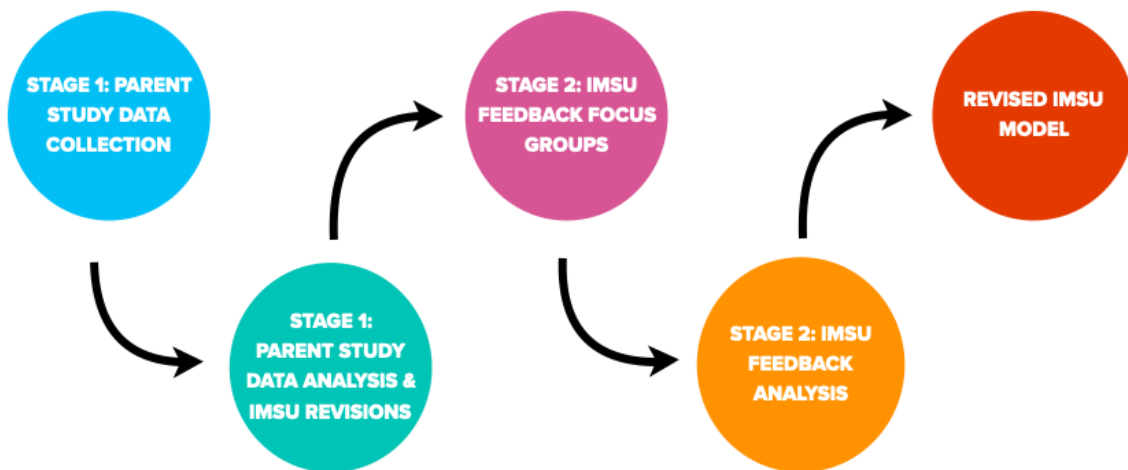 STAGE 1: PARENT
STUDY DATA
COLLECTION
STAGE 1:
PARENT STUDY
DATA ANALYSIS &
IMSU REVISIONS
STAGE 2: IMSU
FEEDBACK FOCUS
GROUPS
STAGE 2: IMSU
FEEDBACK
ANALYSIS
REVISED IMSU
MODEL